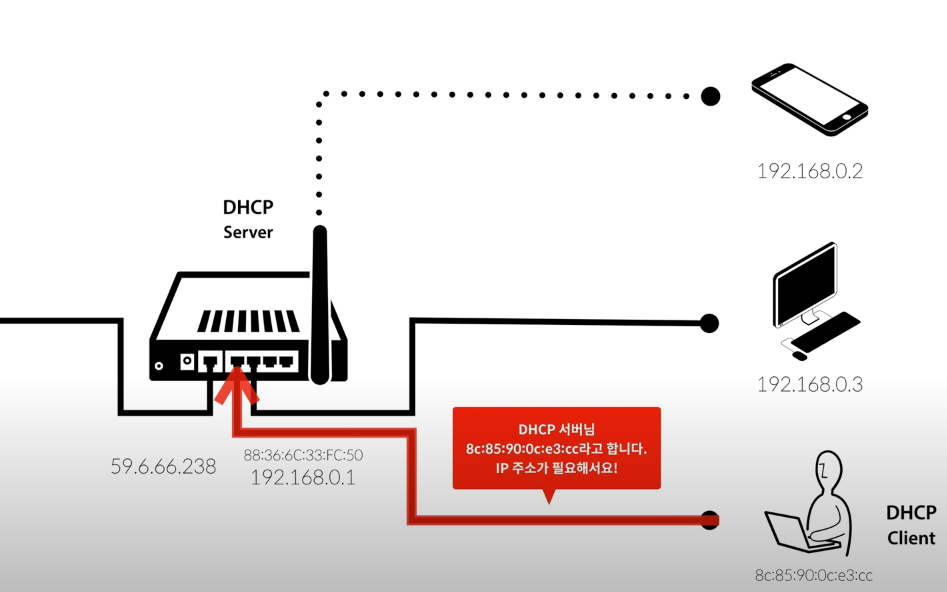 192.168.0.2
DHCP
Server
192.168.0.3
DHCP 서버님
8c:85:90:0c:e3:cc라고 합니다.
IP 주소가 필요해서요!
59.6.66.238
88:36:6C:33:FC:50
192.168.0.1
DHCP
Client
8c:85:90:0c:e3:cc